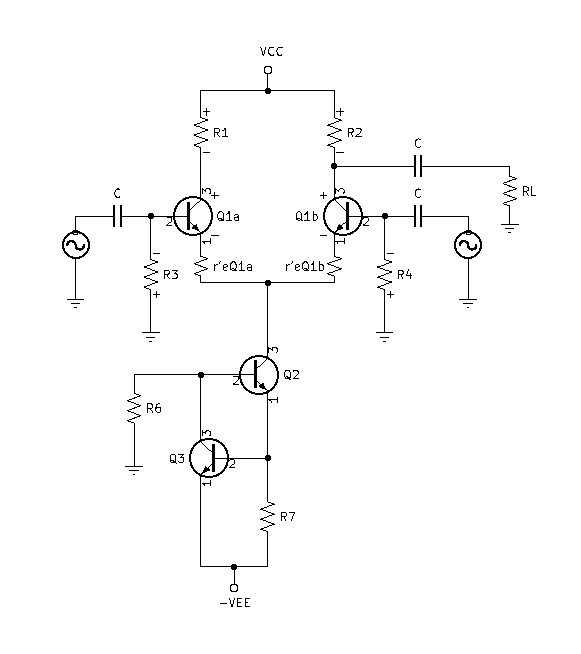 VCC
+ +
R1 R2
− − C
+ 3 + 3 C RL
C 2 Q1a Q1b 2
− 1 − 1
r'eQ1a r'eQ1b
− −
R3 R4
+ +
3
2 Q2
1
R6
3
Q3 2
1
R7
-VEE